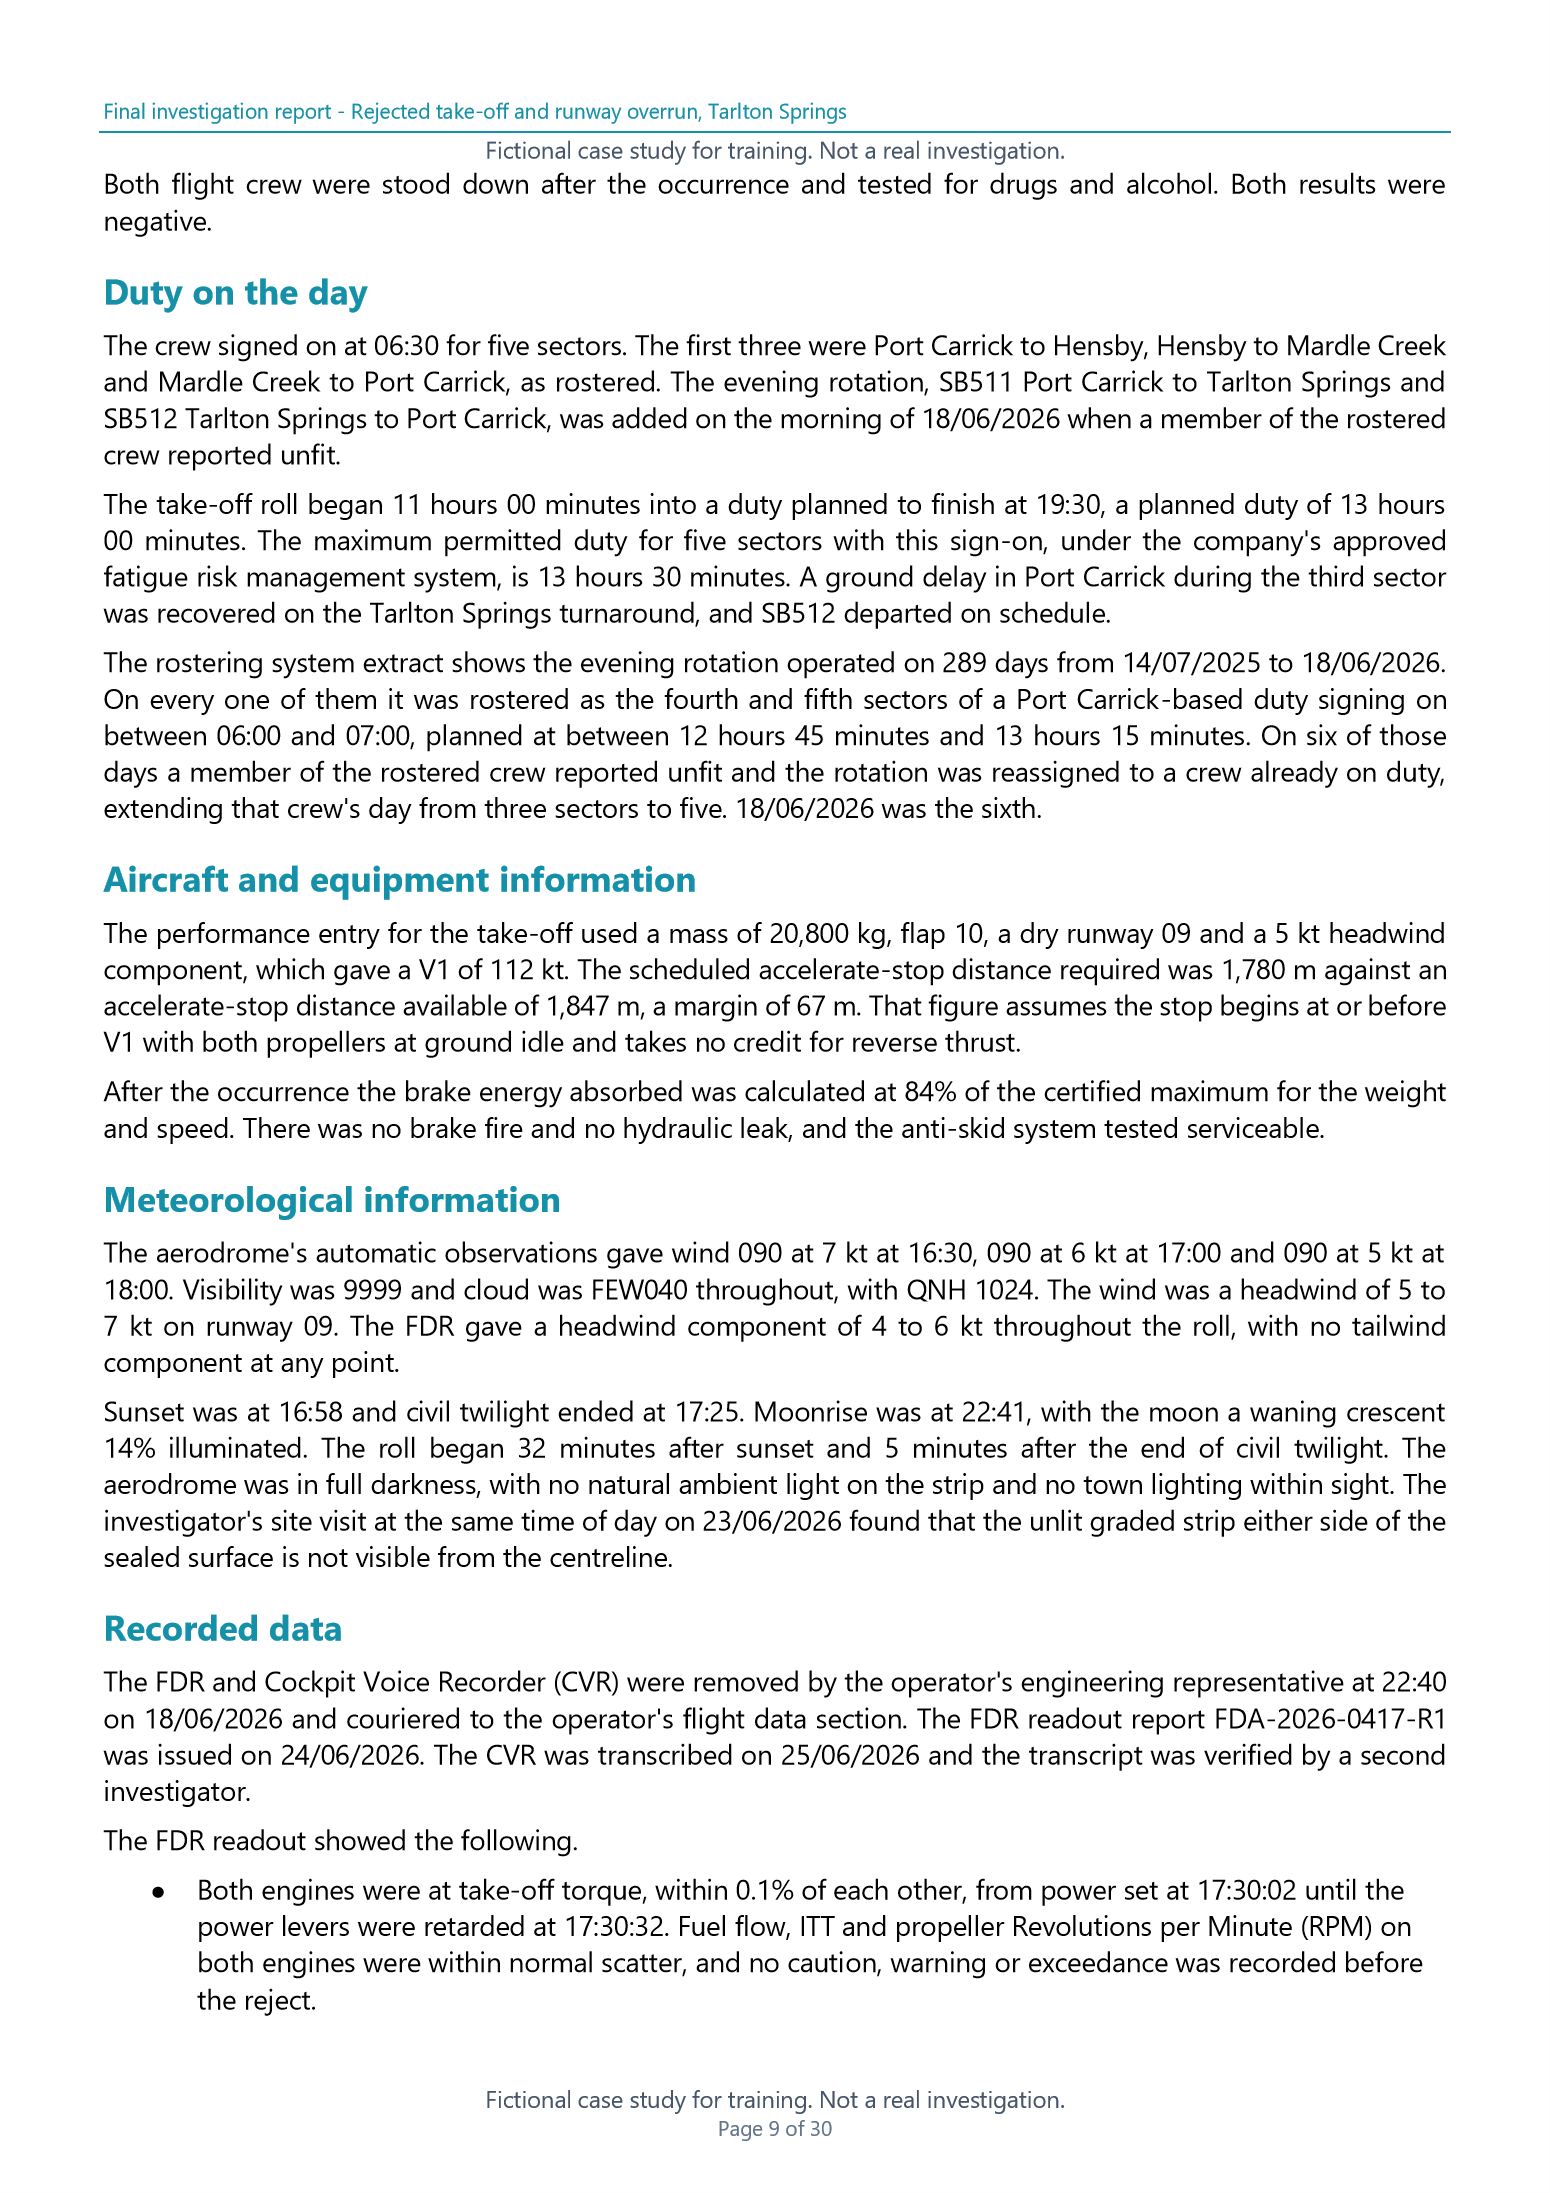 Final investigation report - Rejected take-off and runway overrun, Tarlton Springs
Fictional case study for training. Not a real investigation.
Both flight crew were stood down after the occurrence and tested for drugs and alcohol. Both results were
negative.
Duty on the day
The crew signed on at 06:30 for five sectors. The first three were Port Carrick to Hensby, Hensby to Mardle Creek
and Mardle Creek to Port Carrick, as rostered. The evening rotation, SB511 Port Carrick to Tarlton Springs and
SB512 Tarlton Springs to Port Carrick, was added on the morning of 18/06/2026 when a member of the rostered
crew reported unfit.
The take-off roll began 11 hours 00 minutes into a duty planned to finish at 19:30, a planned duty of 13 hours
00 minutes. The maximum permitted duty for five sectors with this sign-on, under the company's approved
fatigue risk management system, is 13 hours 30 minutes. A ground delay in Port Carrick during the third sector
was recovered on the Tarlton Springs turnaround, and SB512 departed on schedule.
The rostering system extract shows the evening rotation operated on 289 days from 14/07/2025 to 18/06/2026.
On every one of them it was rostered as the fourth and fifth sectors of a Port Carrick-based duty signing on
between 06:00 and 07:00, planned at between 12 hours 45 minutes and 13 hours 15 minutes. On six of those
days a member of the rostered crew reported unfit and the rotation was reassigned to a crew already on duty,
extending that crew's day from three sectors to five. 18/06/2026 was the sixth.
Aircraft and equipment information
The performance entry for the take-off used a mass of 20,800 kg, flap 10, a dry runway 09 and a 5 kt headwind
component, which gave a V1 of 112 kt. The scheduled accelerate-stop distance required was 1,780 m against an
accelerate-stop distance available of 1,847 m, a margin of 67 m. That figure assumes the stop begins at or before
V1 with both propellers at ground idle and takes no credit for reverse thrust.
After the occurrence the brake energy absorbed was calculated at 84% of the certified maximum for the weight
and speed. There was no brake fire and no hydraulic leak, and the anti-skid system tested serviceable.
Meteorological information
The aerodrome's automatic observations gave wind 090 at 7 kt at 16:30, 090 at 6 kt at 17:00 and 090 at 5 kt at
18:00. Visibility was 9999 and cloud was FEW040 throughout, with QNH 1024. The wind was a headwind of 5 to
7 kt on runway 09. The FDR gave a headwind component of 4 to 6 kt throughout the roll, with no tailwind
component at any point.
Sunset was at 16:58 and civil twilight ended at 17:25. Moonrise was at 22:41, with the moon a waning crescent
14% illuminated. The roll began 32 minutes after sunset and 5 minutes after the end of civil twilight. The
aerodrome was in full darkness, with no natural ambient light on the strip and no town lighting within sight. The
investigator's site visit at the same time of day on 23/06/2026 found that the unlit graded strip either side of the
sealed surface is not visible from the centreline.
Recorded data
The FDR and Cockpit Voice Recorder (CVR) were removed by the operator's engineering representative at 22:40
on 18/06/2026 and couriered to the operator's flight data section. The FDR readout report FDA-2026-0417-R1
was issued on 24/06/2026. The CVR was transcribed on 25/06/2026 and the transcript was verified by a second
investigator.
The FDR readout showed the following.
● Both engines were at take-off torque, within 0.1% of each other, from power set at 17:30:02 until the
power levers were retarded at 17:30:32. Fuel flow, ITT and propeller Revolutions per Minute (RPM) on
both engines were within normal scatter, and no caution, warning or exceedance was recorded before
the reject.
Fictional case study for training. Not a real investigation.
Page 9 of 30